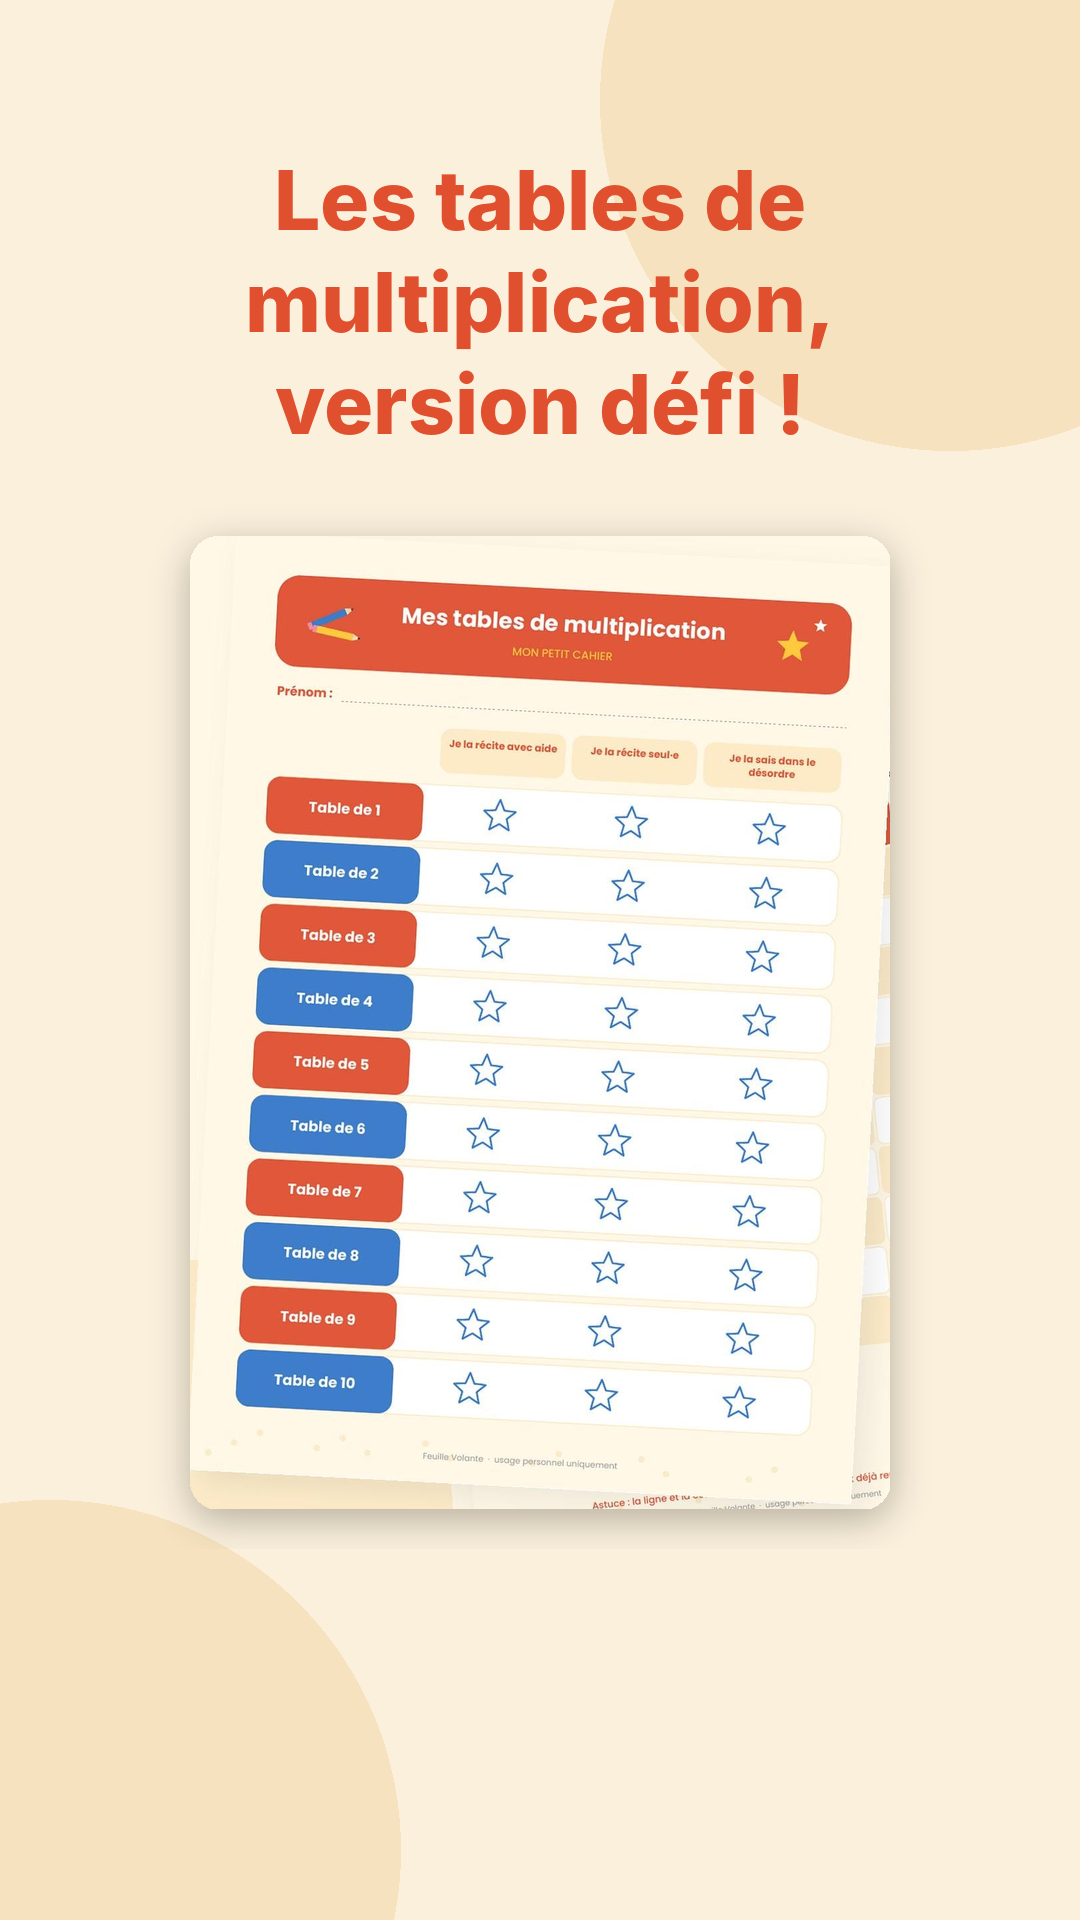 Les tables de
multiplication,
version défi !
Mes tables de multiplication
MON PETIT CAHIER
Prénom :
Je la récite avec aide
Je la récite seul·e
Je la sais dans le
désordre
Table de 1
Table de 2
Table de 3
Table de 4
Table de 5
Table de 6
Table de 7
Table de 8
Table de 9
Table de 10
Feuille Volante · usage personnel uniquement
déjà
Astuce : la ligne et la
Volante · usage